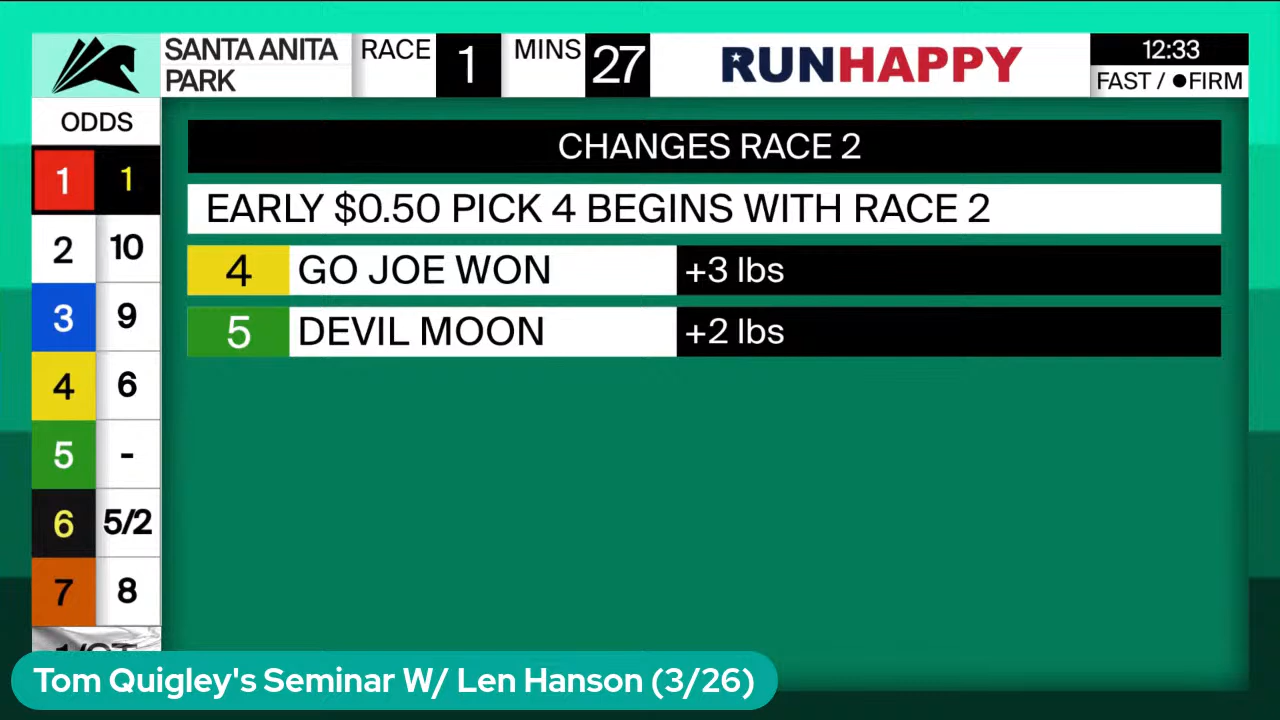 SANTA ANITA
PARK
RACE
1
MINS
27
RUNHAPPY
12:33
FAST / ●FIRM
ODDS
1 1
2 10
3 9
4 6
5 -
6 5/2
7 8
CHANGES RACE 2
EARLY $0.50 PICK 4 BEGINS WITH RACE 2
4 GO JOE WON +3 lbs
5 DEVIL MOON +2 lbs
Tom Quigley's Seminar W/ Len Hanson (3/26)